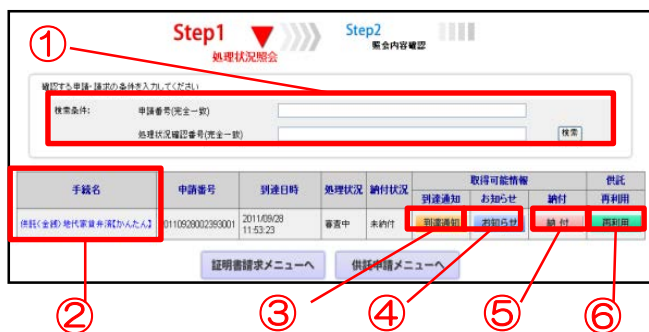 ①
Step1
処理状況照会
Step2
照会内容確認
確認する申請・請求の条件を入力してください
検索条件:
申請番号(完全一致)
処理状況確認番号(完全一致)
検索
手続名
申請番号
到達日時
処理状況
納付状況
取得可能情報
供託
到達通知
お知らせ
納付
再利用
供託(金銭)地代家賃弁済【かんたん】
0110928002393001
2011/09/28
11:53:23
審査中
未納付
到達通知
お知らせ
納 付
再利用
証明書請求メニューへ
供託申請メニューへ
②
③
④
⑤
⑥